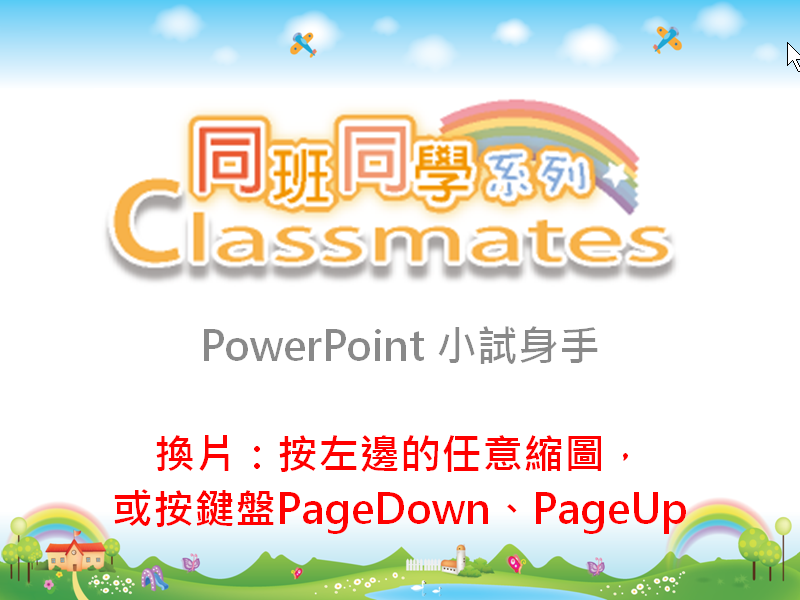 同班同學系列
Classmates
PowerPoint 小試身手
換片：按左邊的任意縮圖，
或按鍵盤PageDown、PageUp